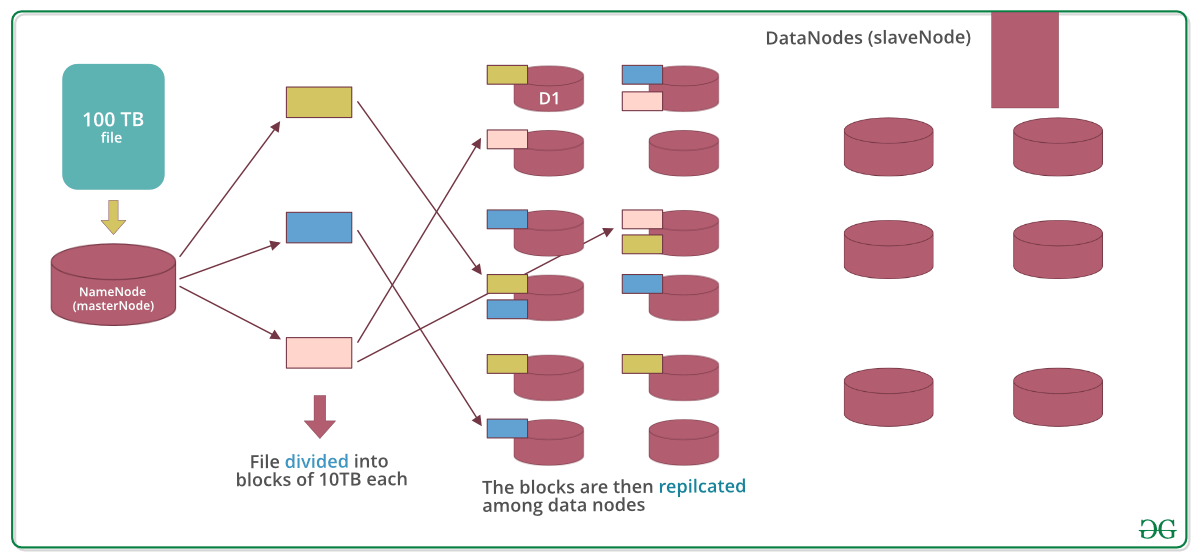 DataNodes (slaveNode)
100 TB
file
D1
NameNode
(masterNode)
File divided into
blocks of 10TB each
The blocks are then repilcated
among data nodes